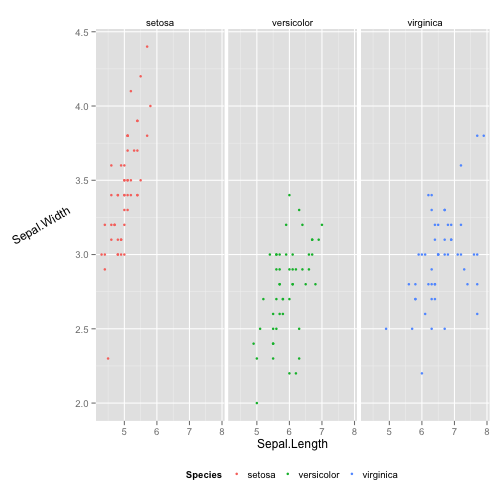 setosa versicolor virginica
4.5
4.0
3.5
3.0
2.5
2.0
Sepal.Width
5 6 7 8 5 6 7 8 5 6 7 8
Sepal.Length
Species setosa versicolor virginica